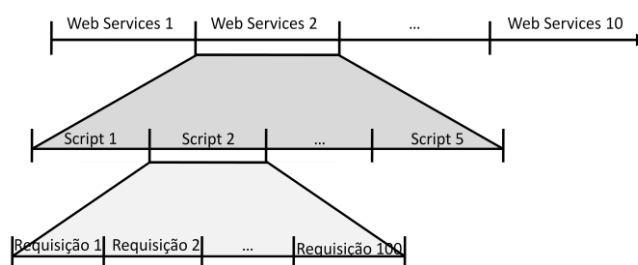 Web Services 1 Web Services 2 ... Web Services 10
Script 1 Script 2 ... Script 5
Requisição 1 Requisição 2 ... Requisição 100